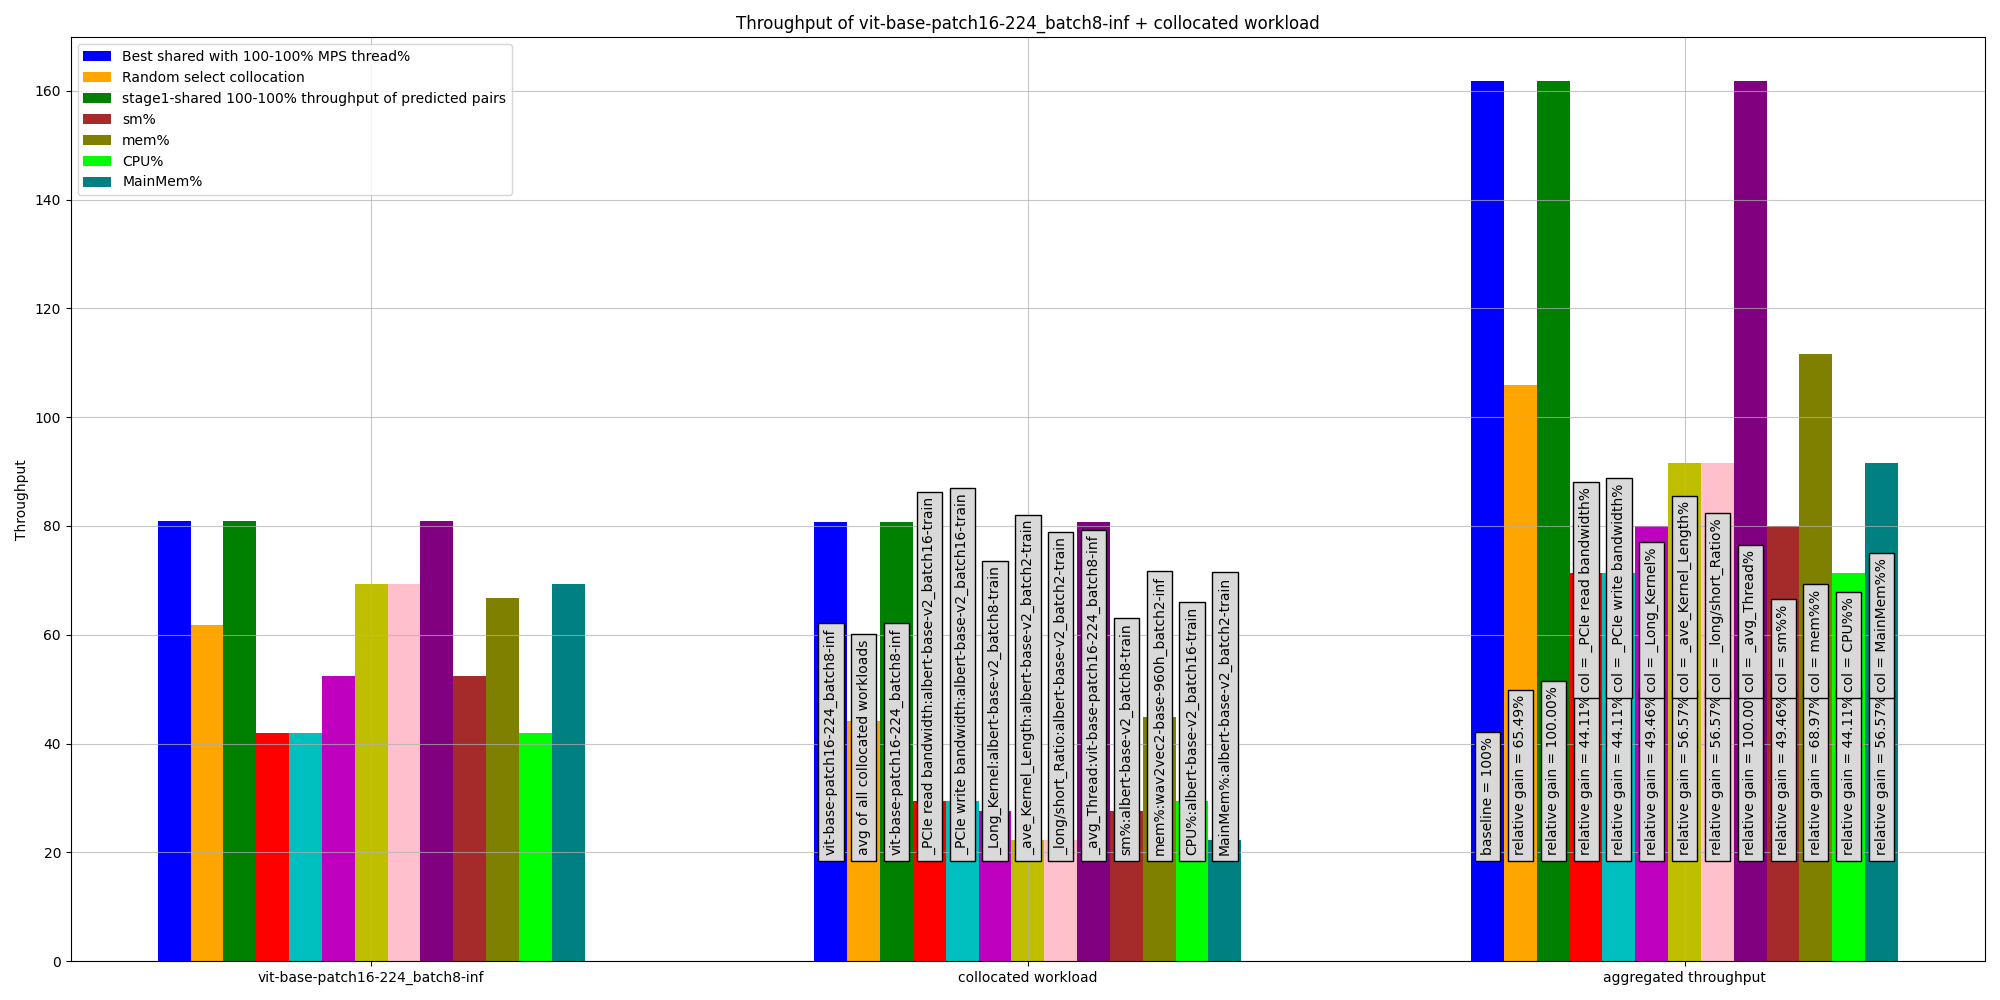 Throughput of vit-base-patch16-224_batch8-inf + collocated workload
Best shared with 100-100% MPS thread%
Random select collocation
stage1-shared 100-100% throughput of predicted pairs
sm%
mem%
CPU%
MainMem%
Throughput
160
140
120
100
80
60
40
20
0
vit-base-patch16-224_batch8-inf
avg of all collocated workloads
vit-base-patch16-224_batch8-inf
_PCIe read bandwidth:albert-base-v2_batch16-train
_PCIe write bandwidth:albert-base-v2_batch16-train
_Long_Kernel:albert-base-v2_batch8-train
_ave_Kernel_Length:albert-base-v2_batch2-train
_long/short_Ratio:albert-base-v2_batch2-train
_avg_Thread:vit-base-patch16-224_batch8-inf
sm%:albert-base-v2_batch8-train
mem%:wav2vec2-base-960h_batch2-inf
CPU%:albert-base-v2_batch16-train
MainMem%:albert-base-v2_batch2-train
baseline = 100%
relative gain = 65.49%
relative gain = 100.00%
relative gain = 44.11%
col = _PCIe read bandwidth%
relative gain = 44.11%
col = _PCIe write bandwidth%
relative gain = 49.46%
col = _Long_Kernel%
relative gain = 56.57%
col = _ave_Kernel_Length%
relative gain = 56.57%
col = _long/short_Ratio%
relative gain = 100.00
col = _avg_Thread%
relative gain = 49.46%
col = sm%%
relative gain = 68.97%
col = mem%%
relative gain = 44.11%
col = CPU%%
relative gain = 56.57%
col = MainMem%%
vit-base-patch16-224_batch8-inf
collocated workload
aggregated throughput